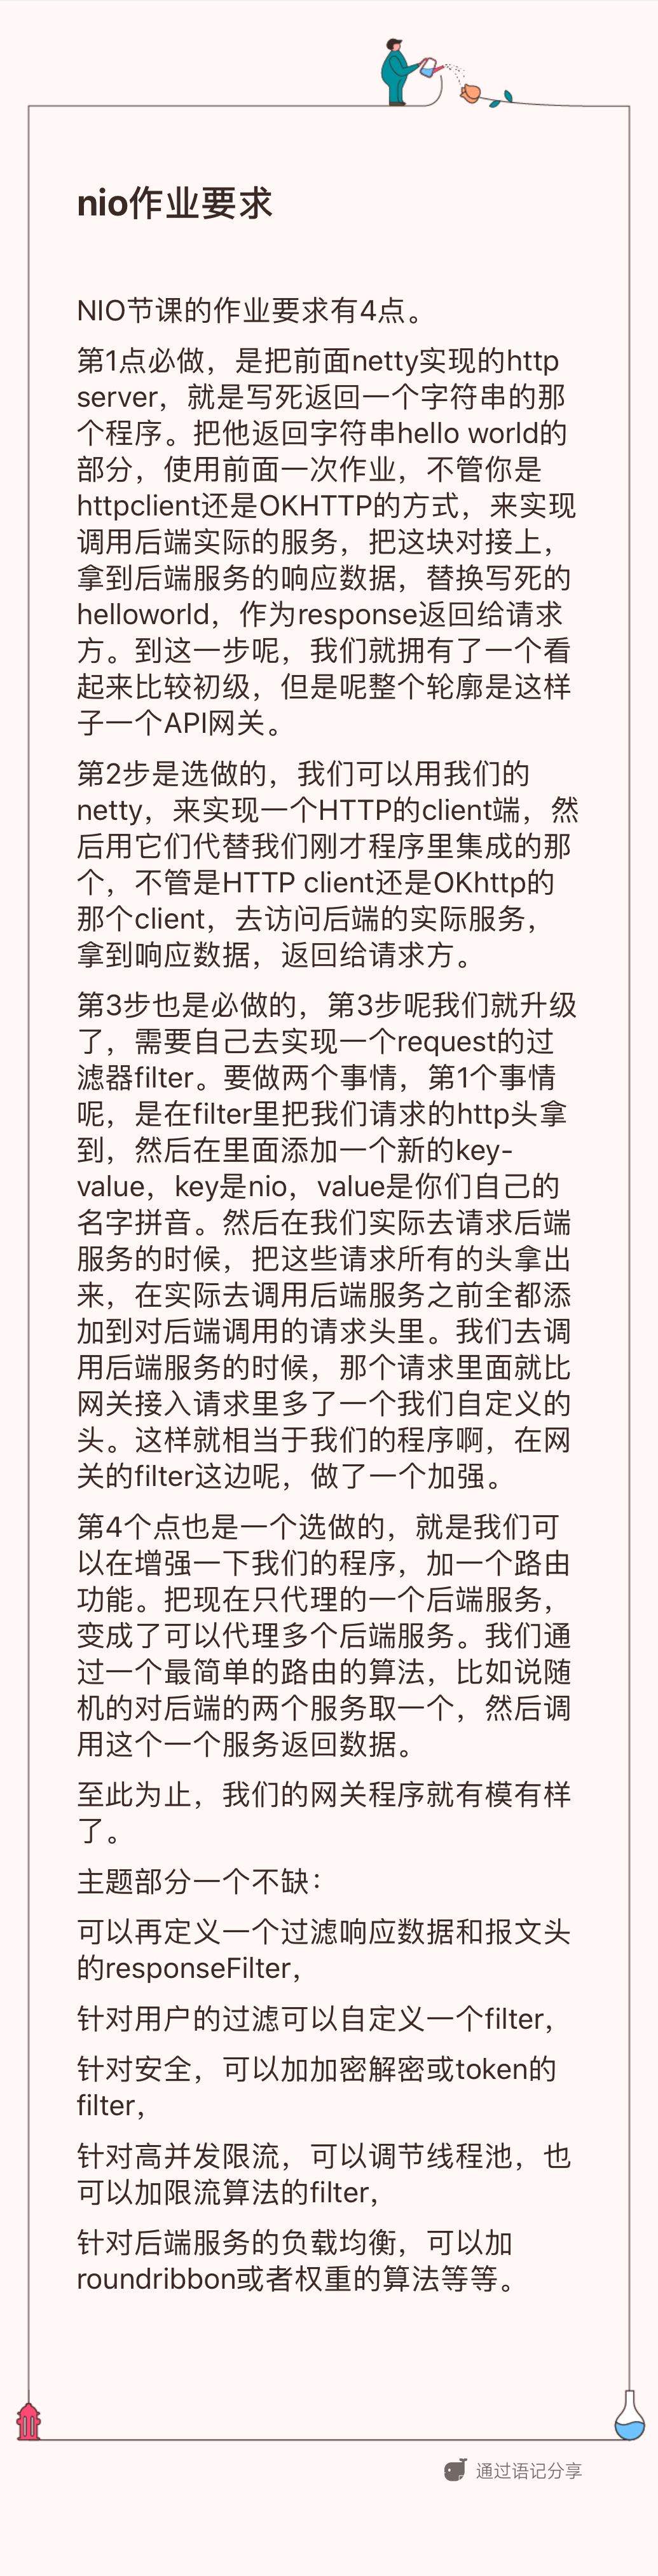 nio作业要求
NIO节课的作业要求有4点。
第1点必做，是把前面netty实现的http
server，就是写死返回一个字符串的那
个程序。把他返回字符串hello world的
部分，使用前面一次作业，不管你是
httpclient还是OKHTTP的方式，来实现
调用后端实际的服务，把这块对接上，
拿到后端服务的响应数据，替换写死的
helloworld，作为response返回给请求
方。到这一步呢，我们就拥有了一个看
起来比较初级，但是呢整个轮廓是这样
子一个API网关。
第2步是选做的，我们可以用我们的
netty，来实现一个HTTP的client端，然
后用它们代替我们刚才程序里集成的那
个，不管是HTTP client还是OKhttp的
那个client，去访问后端的实际服务，
拿到响应数据，返回给请求方。
第3步也是必做的，第3步呢我们就升级
了，需要自己去实现一个request的过
滤器filter。要做两个事情，第1个事情
呢，是在filter里把我们请求的http头拿
到，然后在里面添加一个新的key-
value，key是nio，value是你们自己的
名字拼音。然后在我们实际去请求后端
服务的时候，把这些请求所有的头拿出
来，在实际去调用后端服务之前全都添
加到对后端调用的请求头里。我们去调
用后端服务的时候，那个请求里面就比
网关接入请求里多了一个我们自定义的
头。这样就相当于我们的程序啊，在网
关的filter这边呢，做了一个加强。
第4个点也是一个选做的，就是我们可
以在增强一下我们的程序，加一个路由
功能。把现在只代理的一个后端服务，
变成了可以代理多个后端服务。我们通
过一个最简单的路由的算法，比如说随
机的对后端的两个服务取一个，然后调
用这个一个服务返回数据。
至此为止，我们的网关程序就有模有样
了。
主题部分一个不缺：
可以再定义一个过滤响应数据和报文头
的responseFilter，
针对用户的过滤可以自定义一个filter，
针对安全，可以加加密解密或token的
filter，
针对高并发限流，可以调节线程池，也
可以加限流算法的filter，
针对后端服务的负载均衡，可以加
roundribbon或者权重的算法等等。
通过语记分享